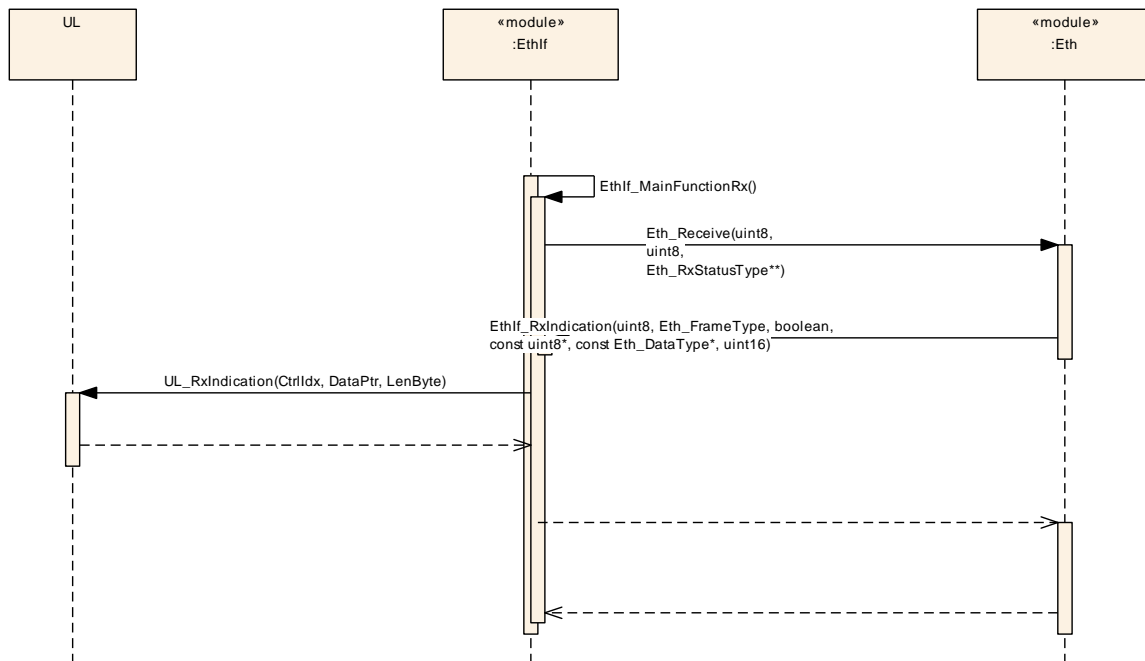 UL
«module»
:EthIf
«module»
:Eth
EthIf_MainFunctionRx()
Eth_Receive(uint8,
uint8,
Eth_RxStatusType**)
EthIf_RxIndication(uint8, Eth_FrameType, boolean,
const uint8*, const Eth_DataType*, uint16)
UL_RxIndication(CtrlIdx, DataPtr, LenByte)